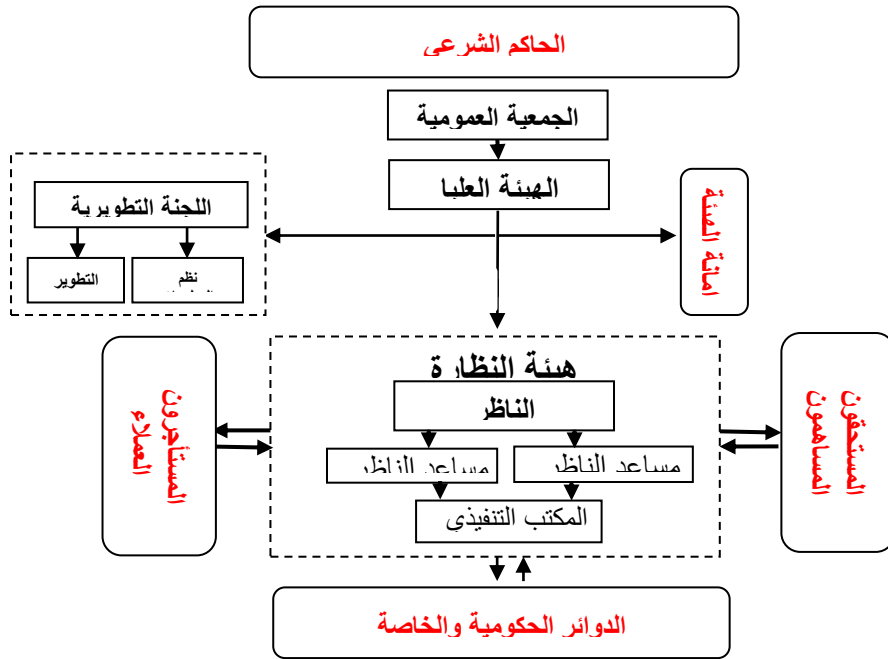 الحاكم الشرعي
الجمعية العمومية
الهيئة العليا
اللجنة التطويرية
نظم
التطوير
امانة الهيئة
هيئة النظارة
الناظر
مساعد الناظر
مساعد الناظر
المكتب التنفيذي
المستحقون
المساهمون
المستأجرون
العملاء
الدوائر الحكومية والخاصة